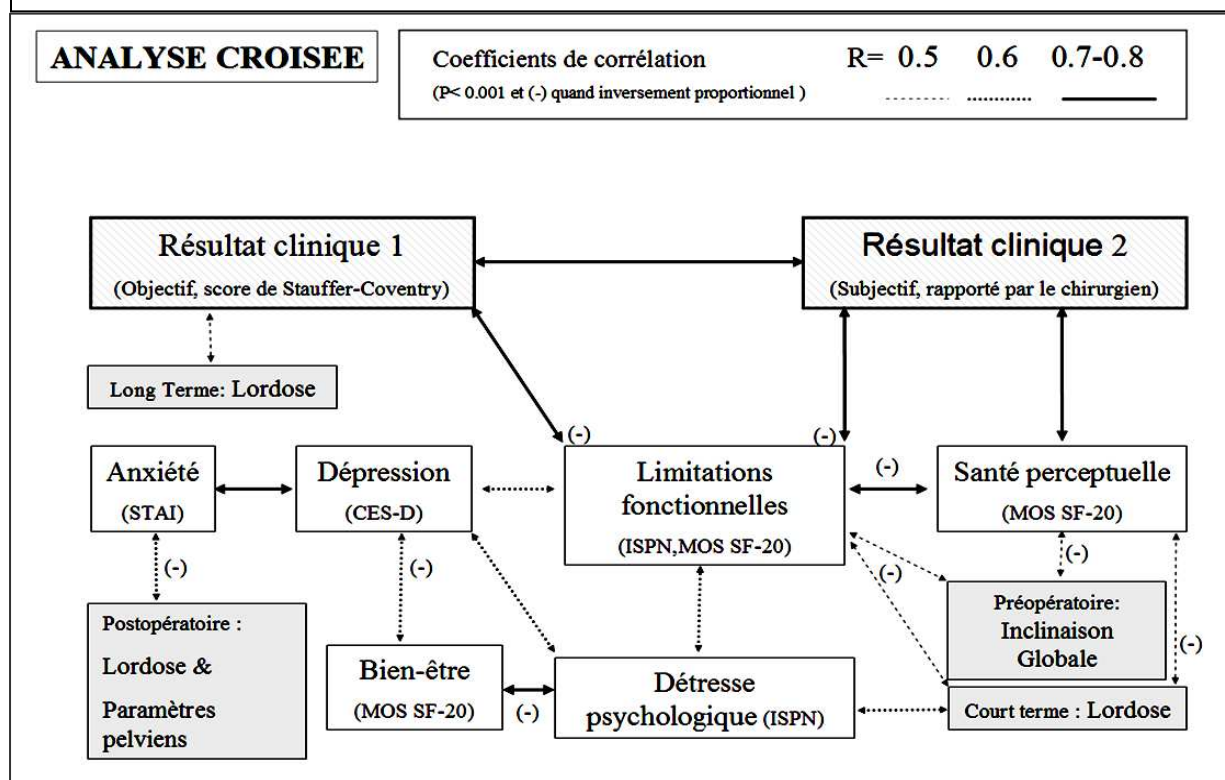 ANALYSE CROISEE
Coefficients de corrélation R= 0.5 0.6 0.7-0.8
(P< 0.001 et (-) quand inversement proportionnel )
Résultat clinique 1
(Objectif, score de Stauffer-Coventry)
Résultat clinique 2
(Subjectif, rapporté par le chirurgien)
Long Terme: Lordose
(-)
(-)
Anxiété
(STAI)
Dépression
(CES-D)
Limitations
fonctionnelles
(ISPN,MOS SF-20)
(-)
Santé perceptuelle
(MOS SF-20)
(-)
(-)
(-)
(-)
(-)
Postopératoire :
Lordose &
Paramètres
pelviens
Bien-être
(MOS SF-20)
(-)
Détresse
psychologique (ISPN)
Préopératoire:
Inclinaison
Globale
Court terme : Lordose